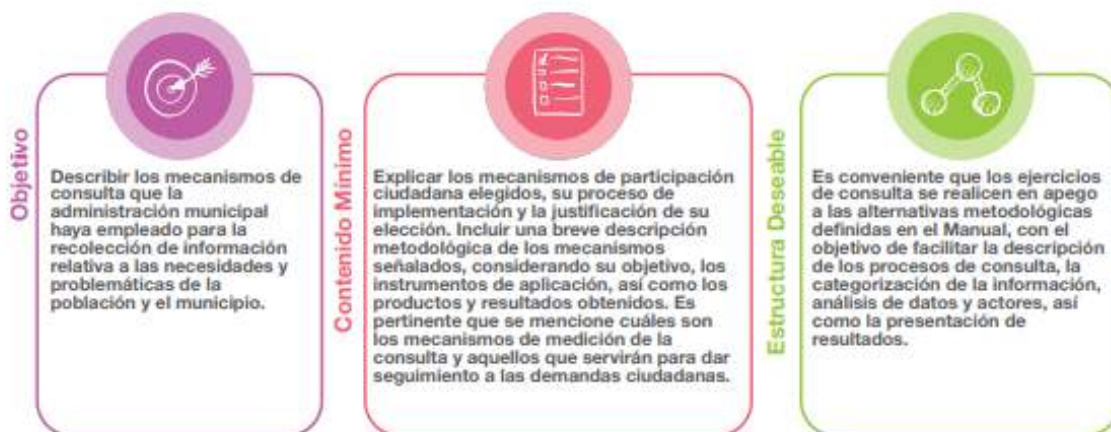 Objetivo
Describir los mecanismos de
consulta que la
administración municipal
haya empleado para la
recolección de información
relativa a las necesidades y
problemáticas de la
población y el municipio.
Contenido Mínimo
Explicar los mecanismos de participación
ciudadana elegidos, su proceso de
implementación y la justificación de su
elección. Incluir una breve descripción
metodológica de los mecanismos
señalados, considerando su objetivo, los
instrumentos de aplicación, así como los
productos y resultados obtenidos. Es
pertinente que se mencione cuáles son
los mecanismos de medición de la
consulta y aquellos que servirán para dar
seguimiento a las demandas ciudadanas.
Estructura Deseable
Es conveniente que los ejercicios
de consulta se realicen en apego
a las alternativas metodológicas
definidas en el Manual, con el
objetivo de facilitar la descripción
de los procesos de consulta, la
categorización de la información,
análisis de datos y actores, así
como la presentación de
resultados.